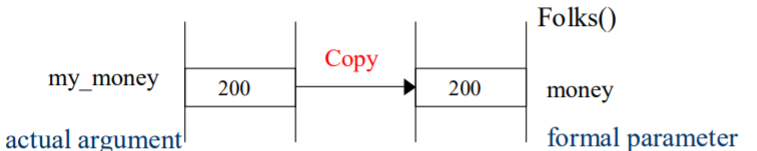 Folks()
Copy
my_money 200 200 money
actual argument formal parameter